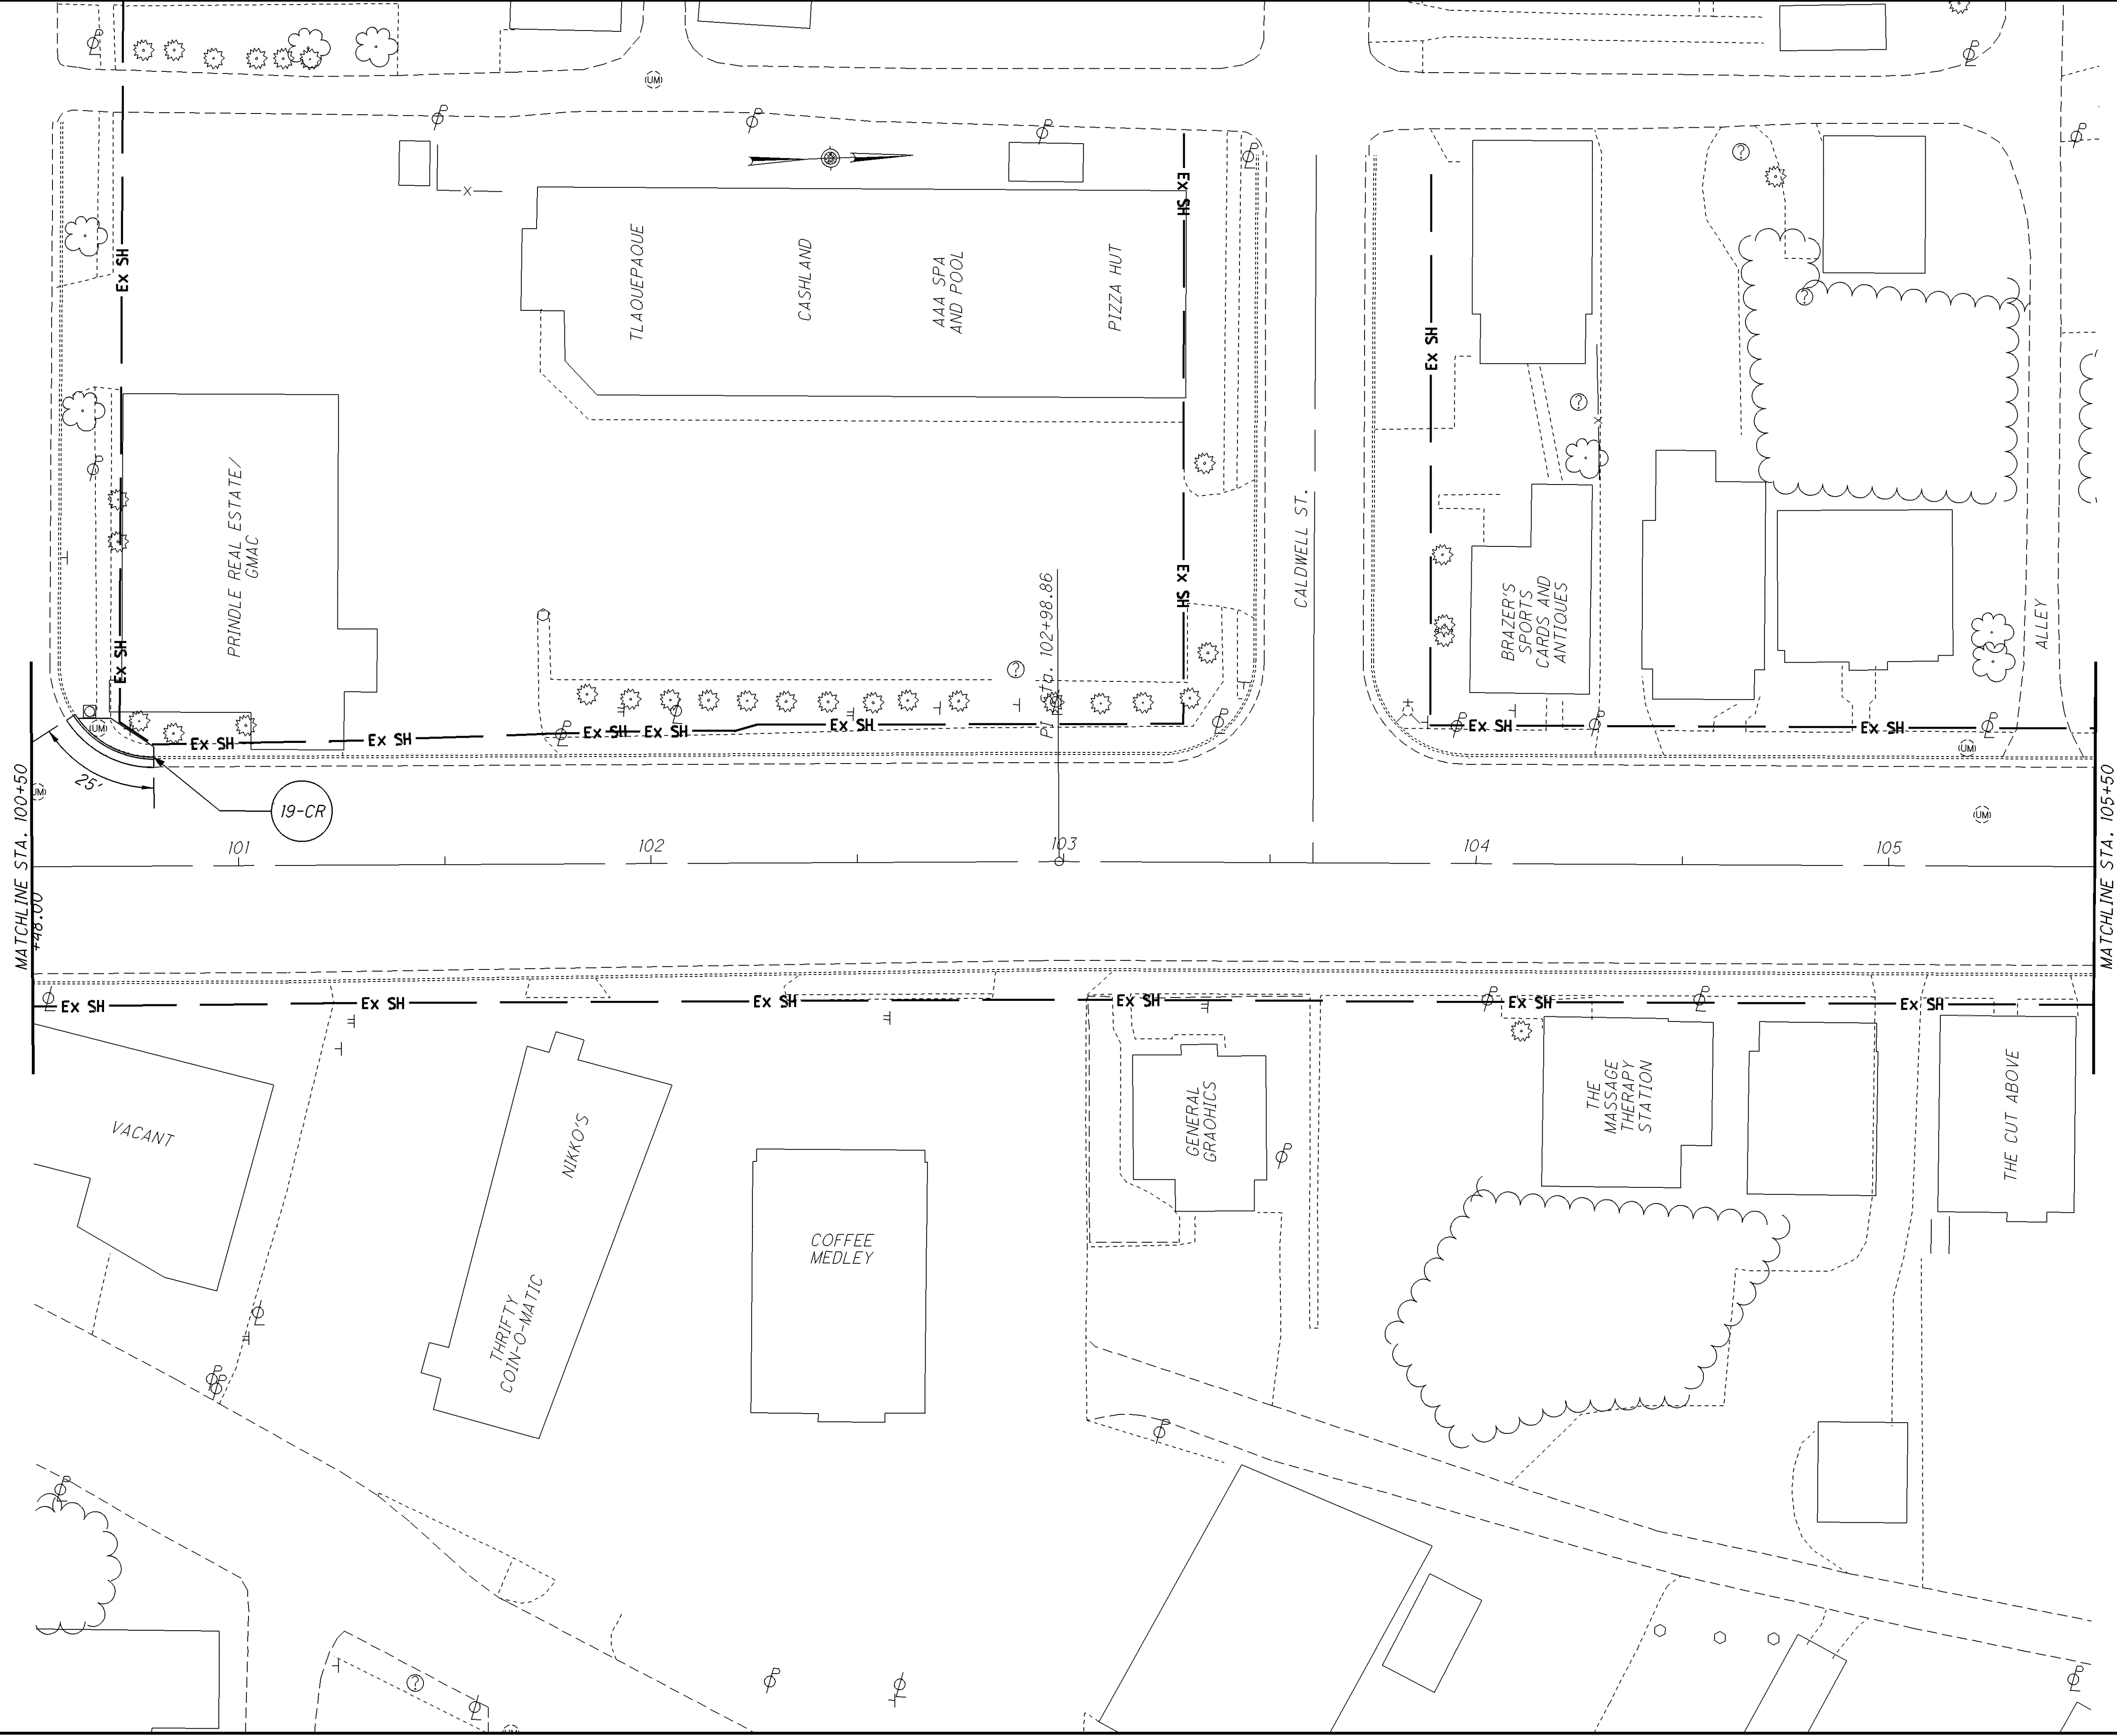 (UM)
Ex SH
Ex SH
TLAQUEPAQUE
CASHLAND
AAA SPA
AND POOL
PIZZA HUT
Ex SH
?
?
?
PRINDLE REAL ESTATE/
GMAC
CALDWELL ST.
Ex SH
PI Sta. 102+98.86
BRAZER'S
SPORTS
CARDS AND
ANTIQUES
ALLEY
Ex SH
?
(UM)
Ex SH
Ex SH
Ex SH
Ex SH
Ex SH
Ex SH
Ex SH
(UM)
(UM)
25'
19-CR
MATCHLINE STA. 100+50
+48.00
101
102
103
104
105
MATCHLINE STA. 105+50
Ex SH
Ex SH
Ex SH
Ex SH
Ex SH
Ex SH
VACANT
NIKKO'S
THRIFTY
COIN-O-MATIC
COFFEE
MEDLEY
GENERAL
GRAOHICS
THE
MASSAGE
THERAPY
STATION
THE CUT ABOVE
?